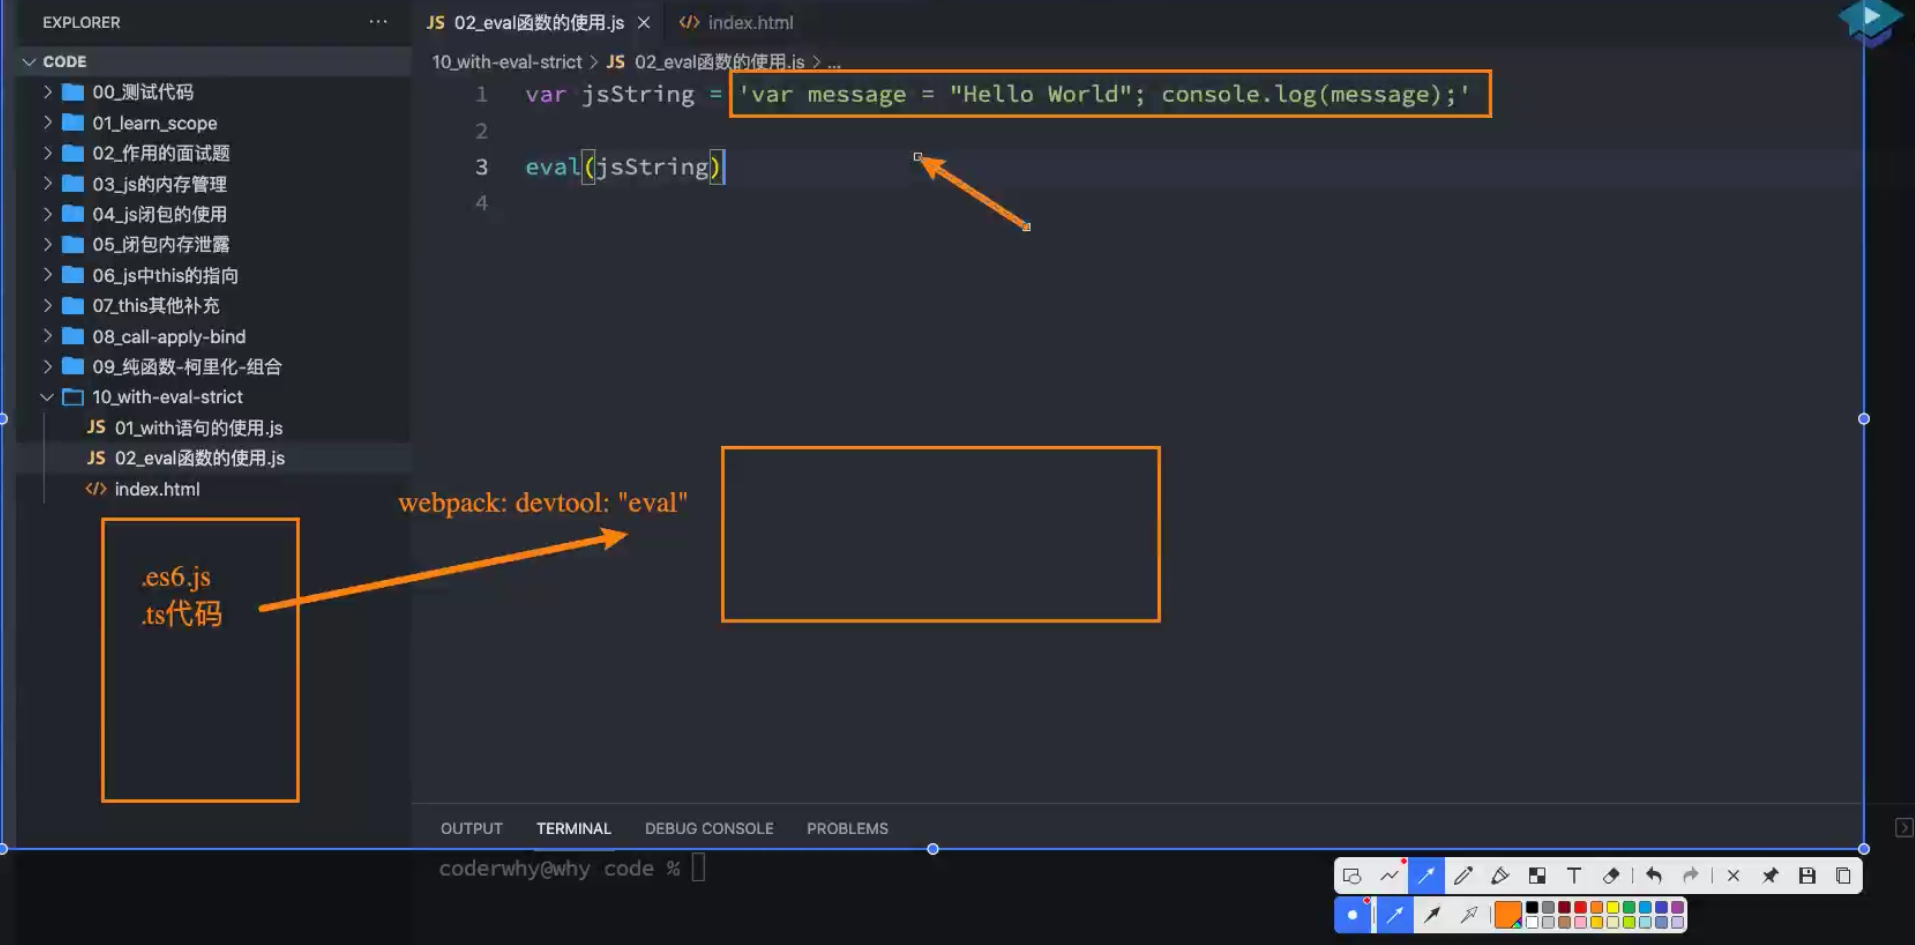 EXPLORER
CODE
00_测试代码
01_learn_scope
02_作用的面试题
03_js的内存管理
04_js闭包的使用
05_闭包内存泄露
06_js中this的指向
07_this其他补充
08_call-apply-bind
09_纯函数-柯里化-组合
10_with-eval-strict
JS 01_with语句的使用.js
JS 02_eval函数的使用.js
</> index.html
.es6.js
.ts代码
JS 02_eval函数的使用.js
</> index.html
10_with-eval-strict > JS 02_eval函数的使用.js > ...
1 var jsString = 'var message = "Hello World"; console.log(message);'
2
3 eval(jsString)
4
webpack: devtool: "eval"
OUTPUT TERMINAL DEBUG CONSOLE PROBLEMS
coderwhy@why code %